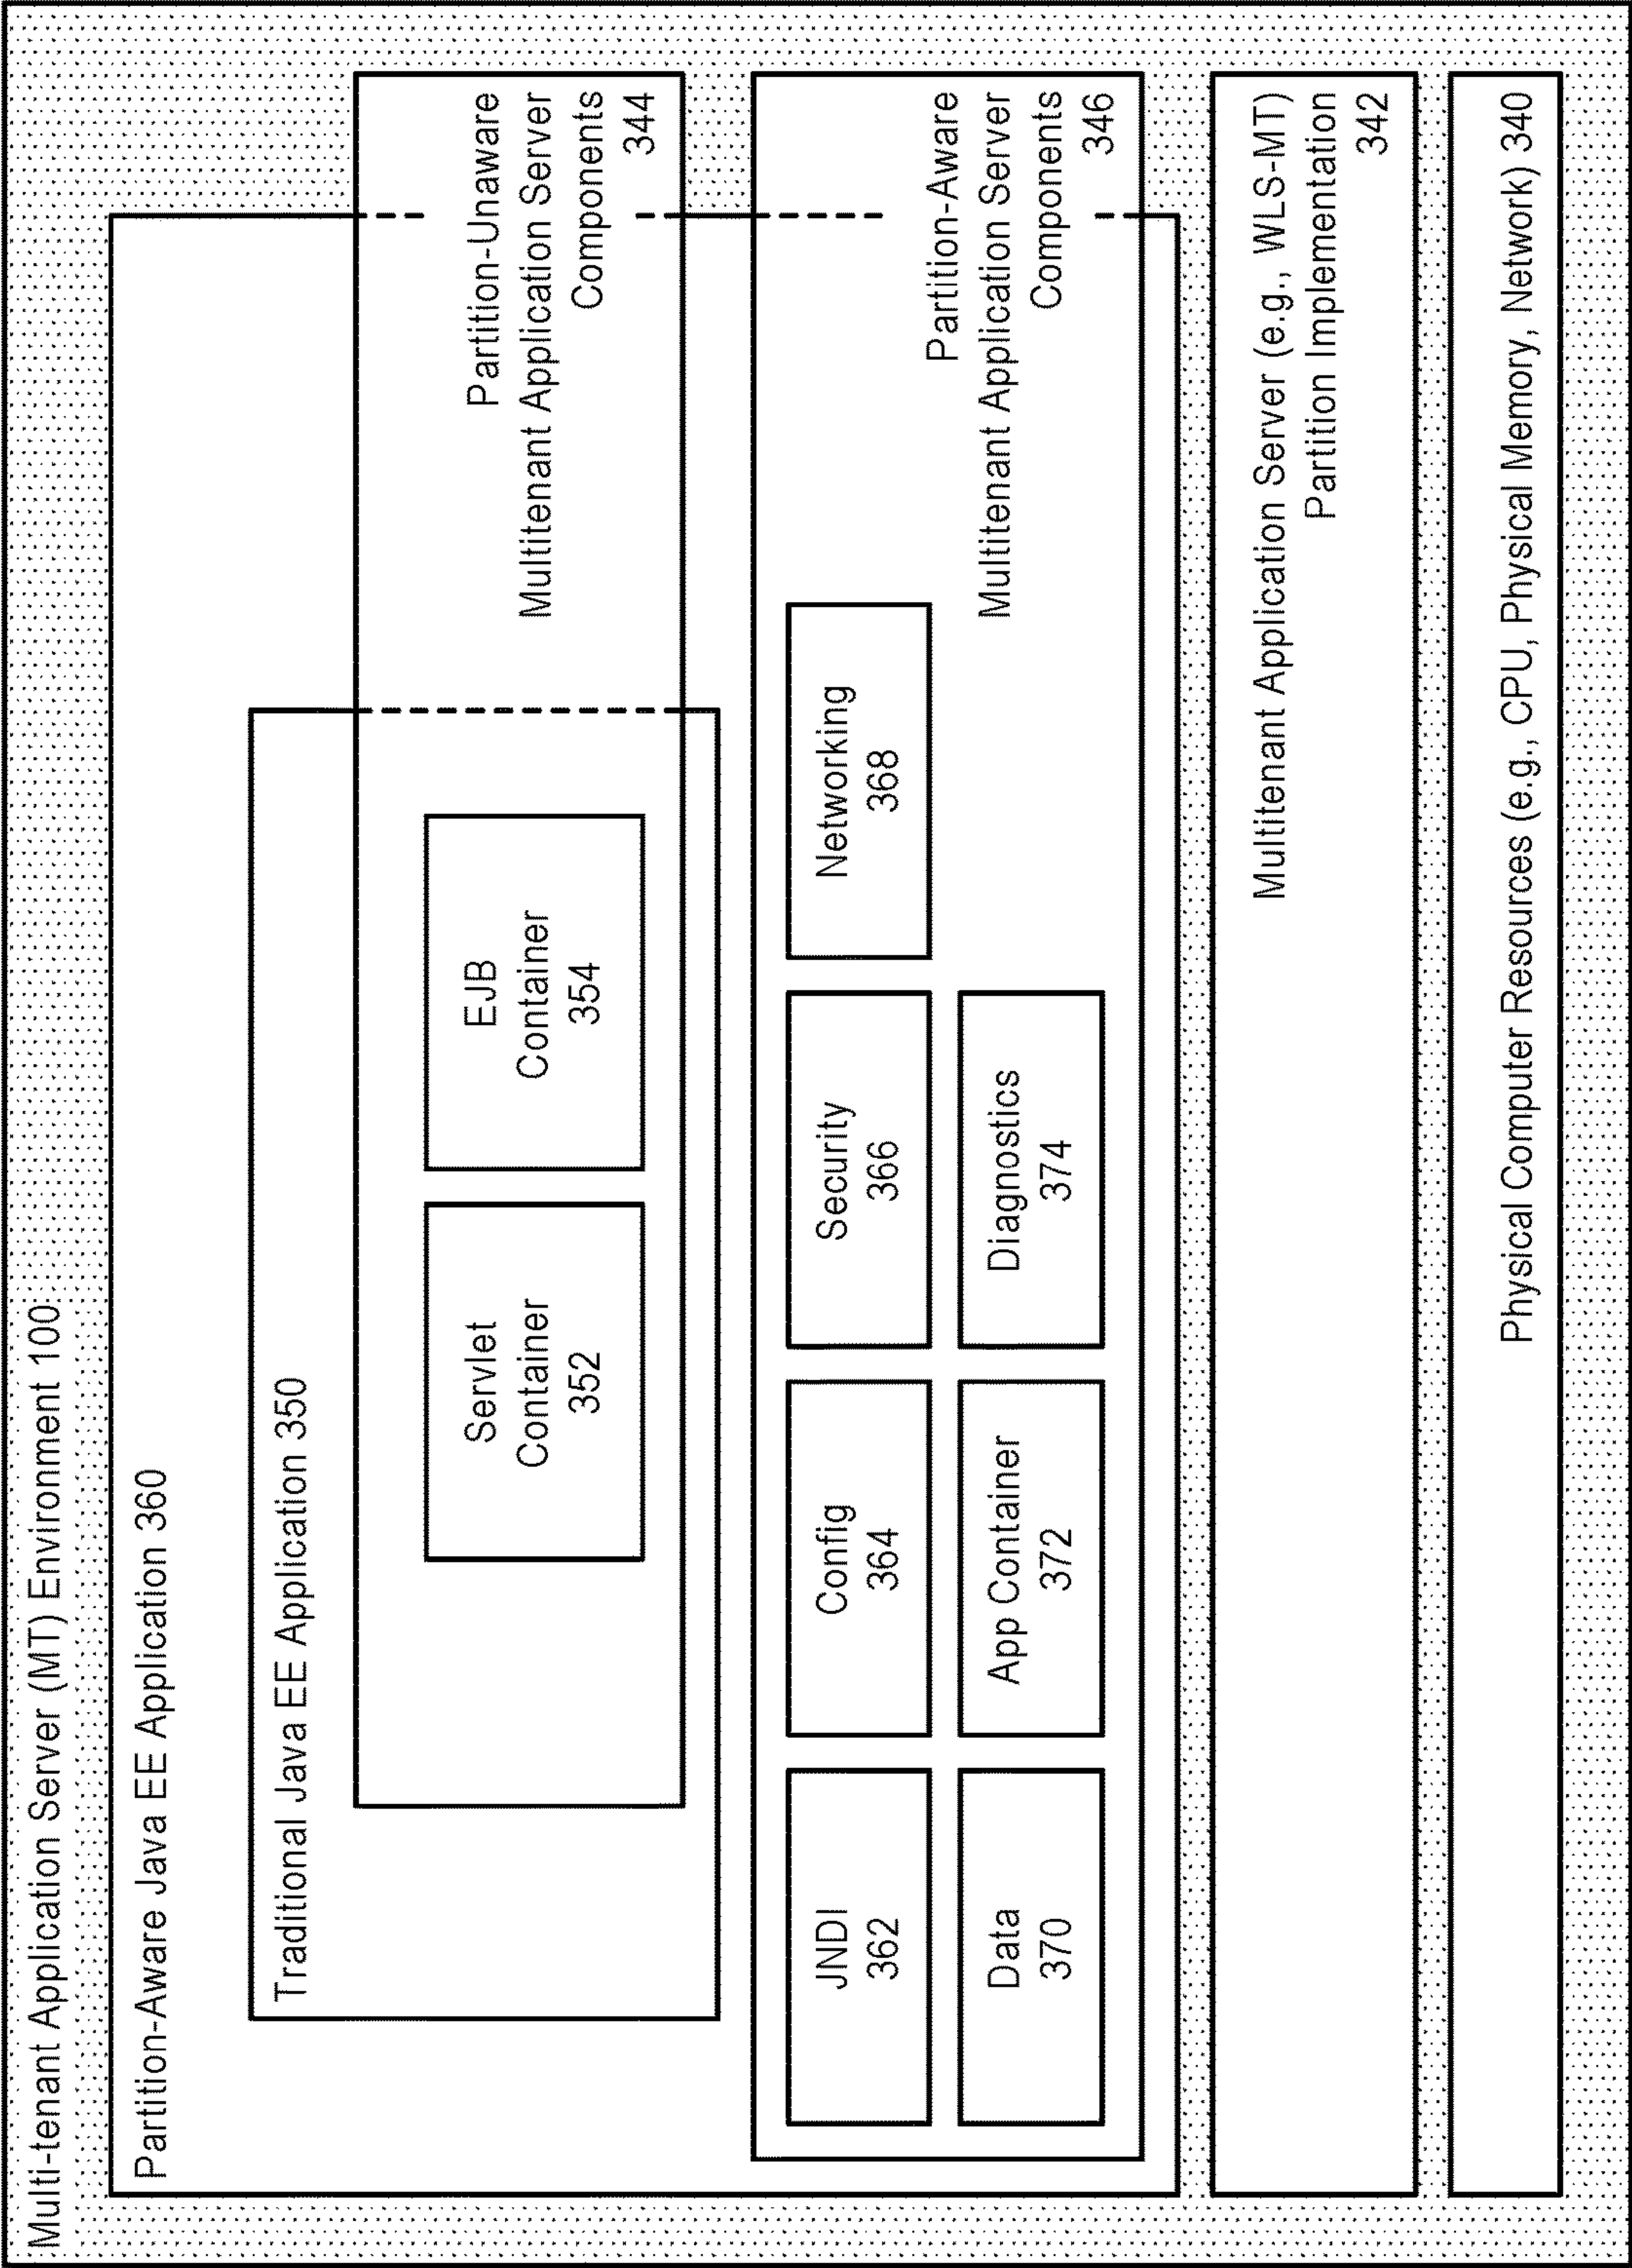 Multi-tenant Application Server (MT) Environment 100
Partition-Aware Java EE Application 360
Traditional Java EE Application 350
Partition-Unaware
Multitenant Application Server
Components
344
Servlet
Container
352
EJB
Container
354
Partition-Aware
Multitenant Application Server
Components
346
JNDI
362
Config
364
Security
366
Networking
368
Data
370
App Container
372
Diagnostics
374
Multitenant Application Server (e.g., WLS-MT)
Partition Implementation
342
Physical Computer Resources (e.g., CPU, Physical Memory, Network) 340